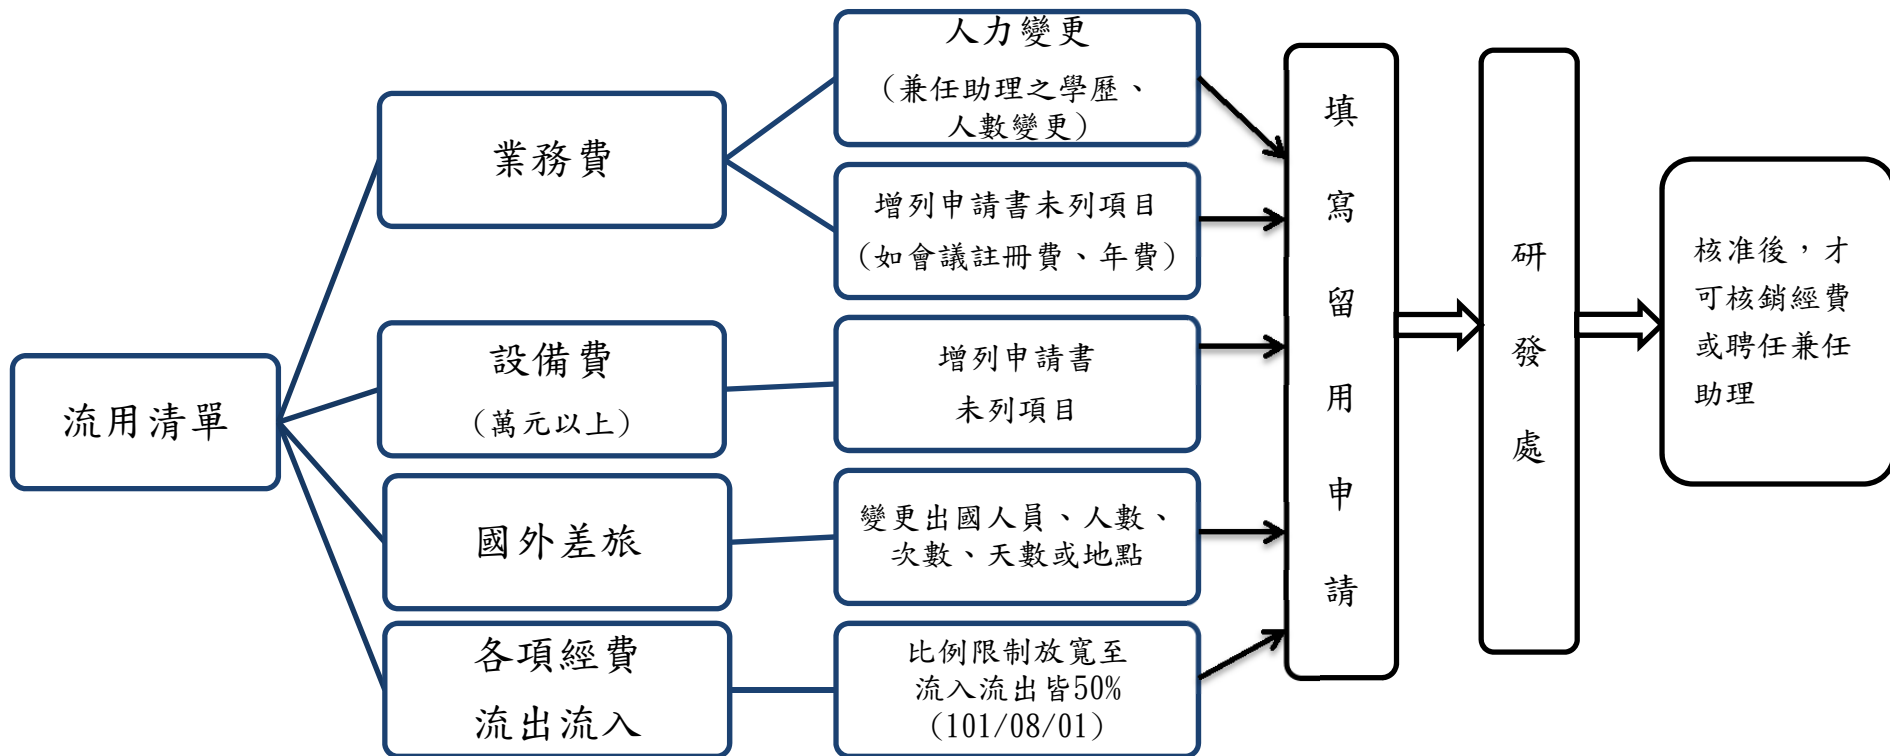 流用清單
業務費
設備費
(萬元以上)
國外差旅
各項經費
流出流入
人力變更
(兼任助理之學歷、
人數變更)
增列申請書未列項目
(如會議註冊費、年費)
增列申請書
未列項目
變更出國人員、人數、
次數、天數或地點
比例限制放寬至
流入流出皆50%
(101/08/01)
填
寫
留
用
申
請
研
發
處
核准後，才
可核銷經費
或聘任兼任
助理